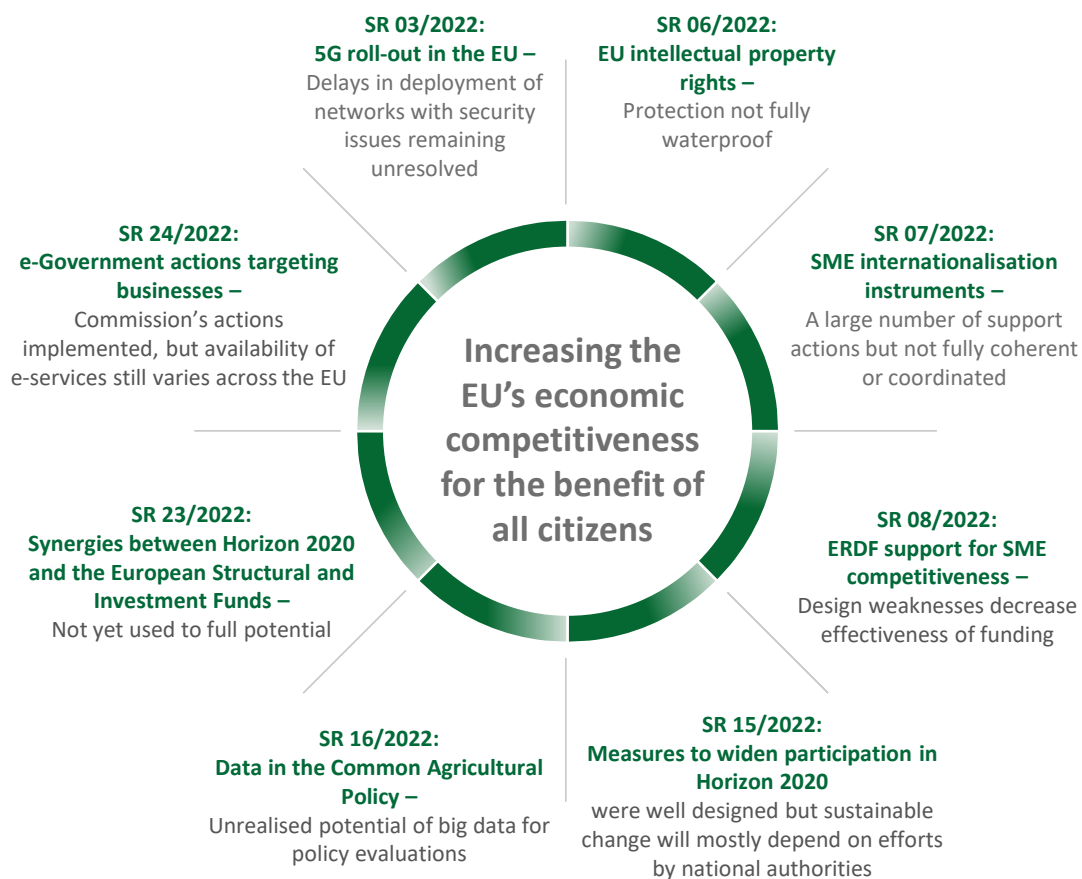 SR 03/2022:
5G roll-out in the EU –
Delays in deployment of
networks with security
issues remaining
unresolved
SR 06/2022:
EU intellectual property
rights –
Protection not fully
waterproof
SR 07/2022:
SME internationalisation
instruments –
A large number of support
actions but not fully coherent
or coordinated
SR 08/2022:
ERDF support for SME
competitiveness –
Design weaknesses decrease
effectiveness of funding
SR 15/2022:
Measures to widen participation in
Horizon 2020
were well designed but sustainable
change will mostly depend on efforts
by national authorities
SR 16/2022:
Data in the Common Agricultural
Policy –
Unrealised potential of big data for
policy evaluations
SR 23/2022:
Synergies between Horizon 2020
and the European Structural and
Investment Funds –
Not yet used to full potential
SR 24/2022:
e-Government actions targeting
businesses –
Commission’s actions
implemented, but availability of
e-services still varies across the EU
Increasing the
EU’s economic
competitiveness
for the benefit of
all citizens